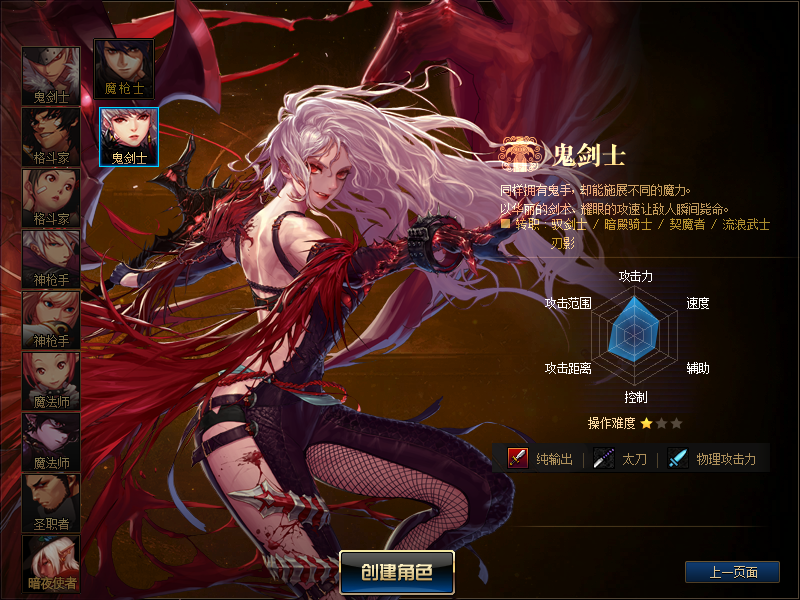 鬼剑士
魔枪士
格斗家
鬼剑士
格斗家
神枪手
神枪手
魔法师
魔法师
圣职者
暗夜使者
鬼剑士
同样拥有鬼手，却能施展不同的魔力。
以华丽的剑术，耀眼的攻速让敌人瞬间毙命。
转职：驭剑士 / 暗殿骑士 / 契魔者 / 流浪武士
刃影
攻击力
攻击范围
速度
攻击距离
辅助
控制
操作难度
纯输出 | 太刀 | 物理攻击力
创建角色
上一页面